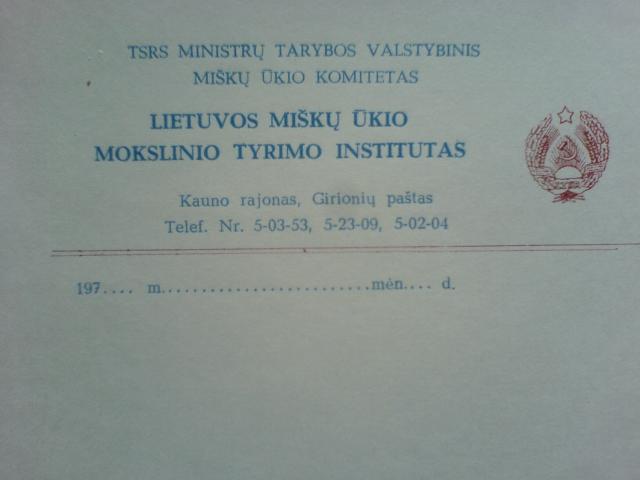 TSRS MINISTRŲ TARYBOS VALSTYBINIS
MIŠKŲ ŪKIO KOMITETAS
LIETUVOS MIŠKŲ ŪKIO
MOKSLINIO TYRIMO INSTITUTAS
Kauno rajonas, Girionių paštas
Telef. Nr. 5-03-53, 5-23-09, 5-02-04
197.... m.........................mėn.... d.